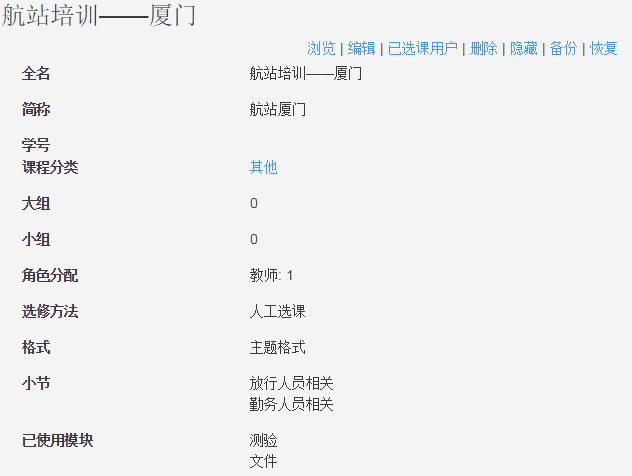 航站培训——厦门
浏览 | 编辑 | 已选课用户 | 删除 | 隐藏 | 备份 | 恢复
全名 航站培训——厦门
简称 航站厦门
学号
课程分类 其他
大组 0
小组 0
角色分配 教师: 1
选修方法 人工选课
格式 主题格式
小节 放行人员相关
勤务人员相关
已使用模块 测验
文件